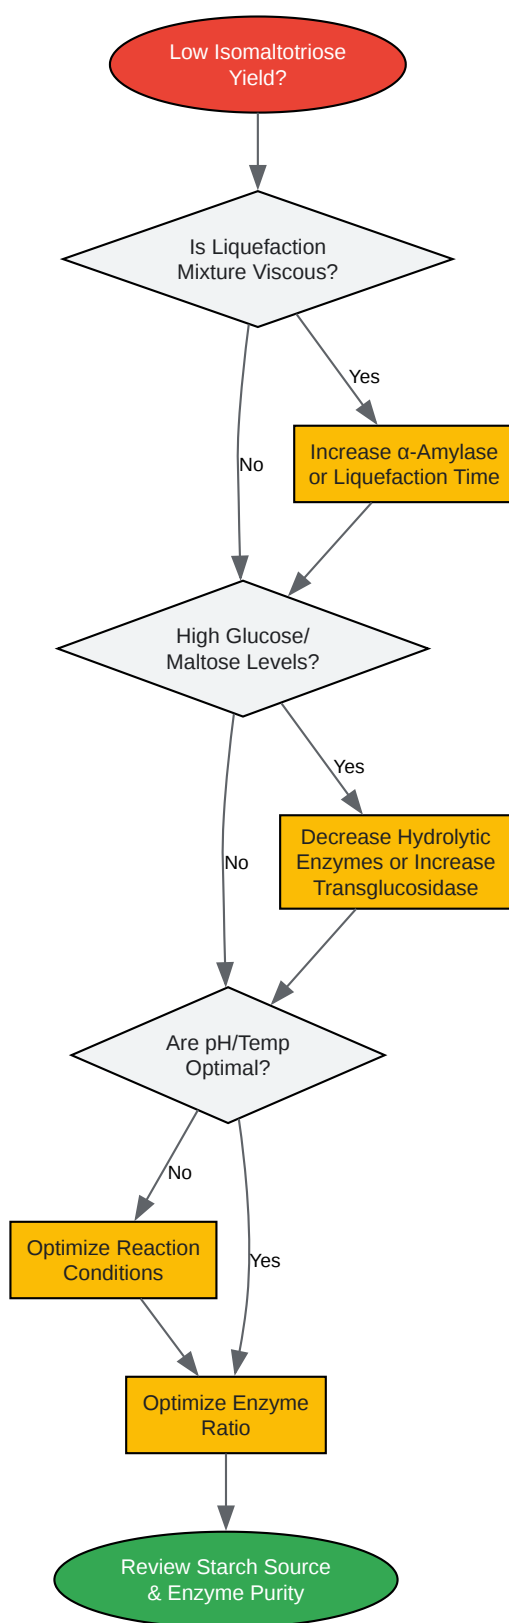 Low Isomaltotriose
Yield?
Is Liquefaction
Mixture Viscous?
Yes
Increase α-Amylase
or Liquefaction Time
No
High Glucose/
Maltose Levels?
Yes
Decrease Hydrolytic
Enzymes or Increase
Transglucosidase
No
Are pH/Temp
Optimal?
No
Optimize Reaction
Conditions
Yes
Optimize Enzyme
Ratio
Review Starch Source
& Enzyme Purity